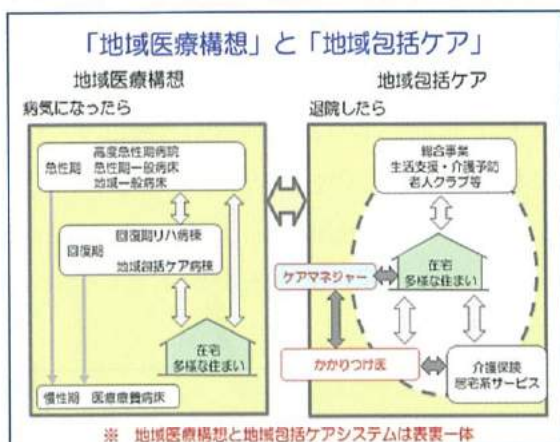 「地域医療構想」と「地域包括ケア」
地域医療構想
病気になったら
高度急性期病院
急性期 急性期一般病床
地域一般病床
回復期リハ病棟
回復期
地域包括ケア病棟
在宅
多様な住まい
慢性期 医療療養病床
地域包括ケア
退院したら
総合事業
生活支援・介護予防
老人クラブ等
在宅
多様な住まい
ケアマネジャー
かかりつけ医
介護保険
居宅系サービス
※ 地域医療構想と地域包括ケアシステムは表裏一体